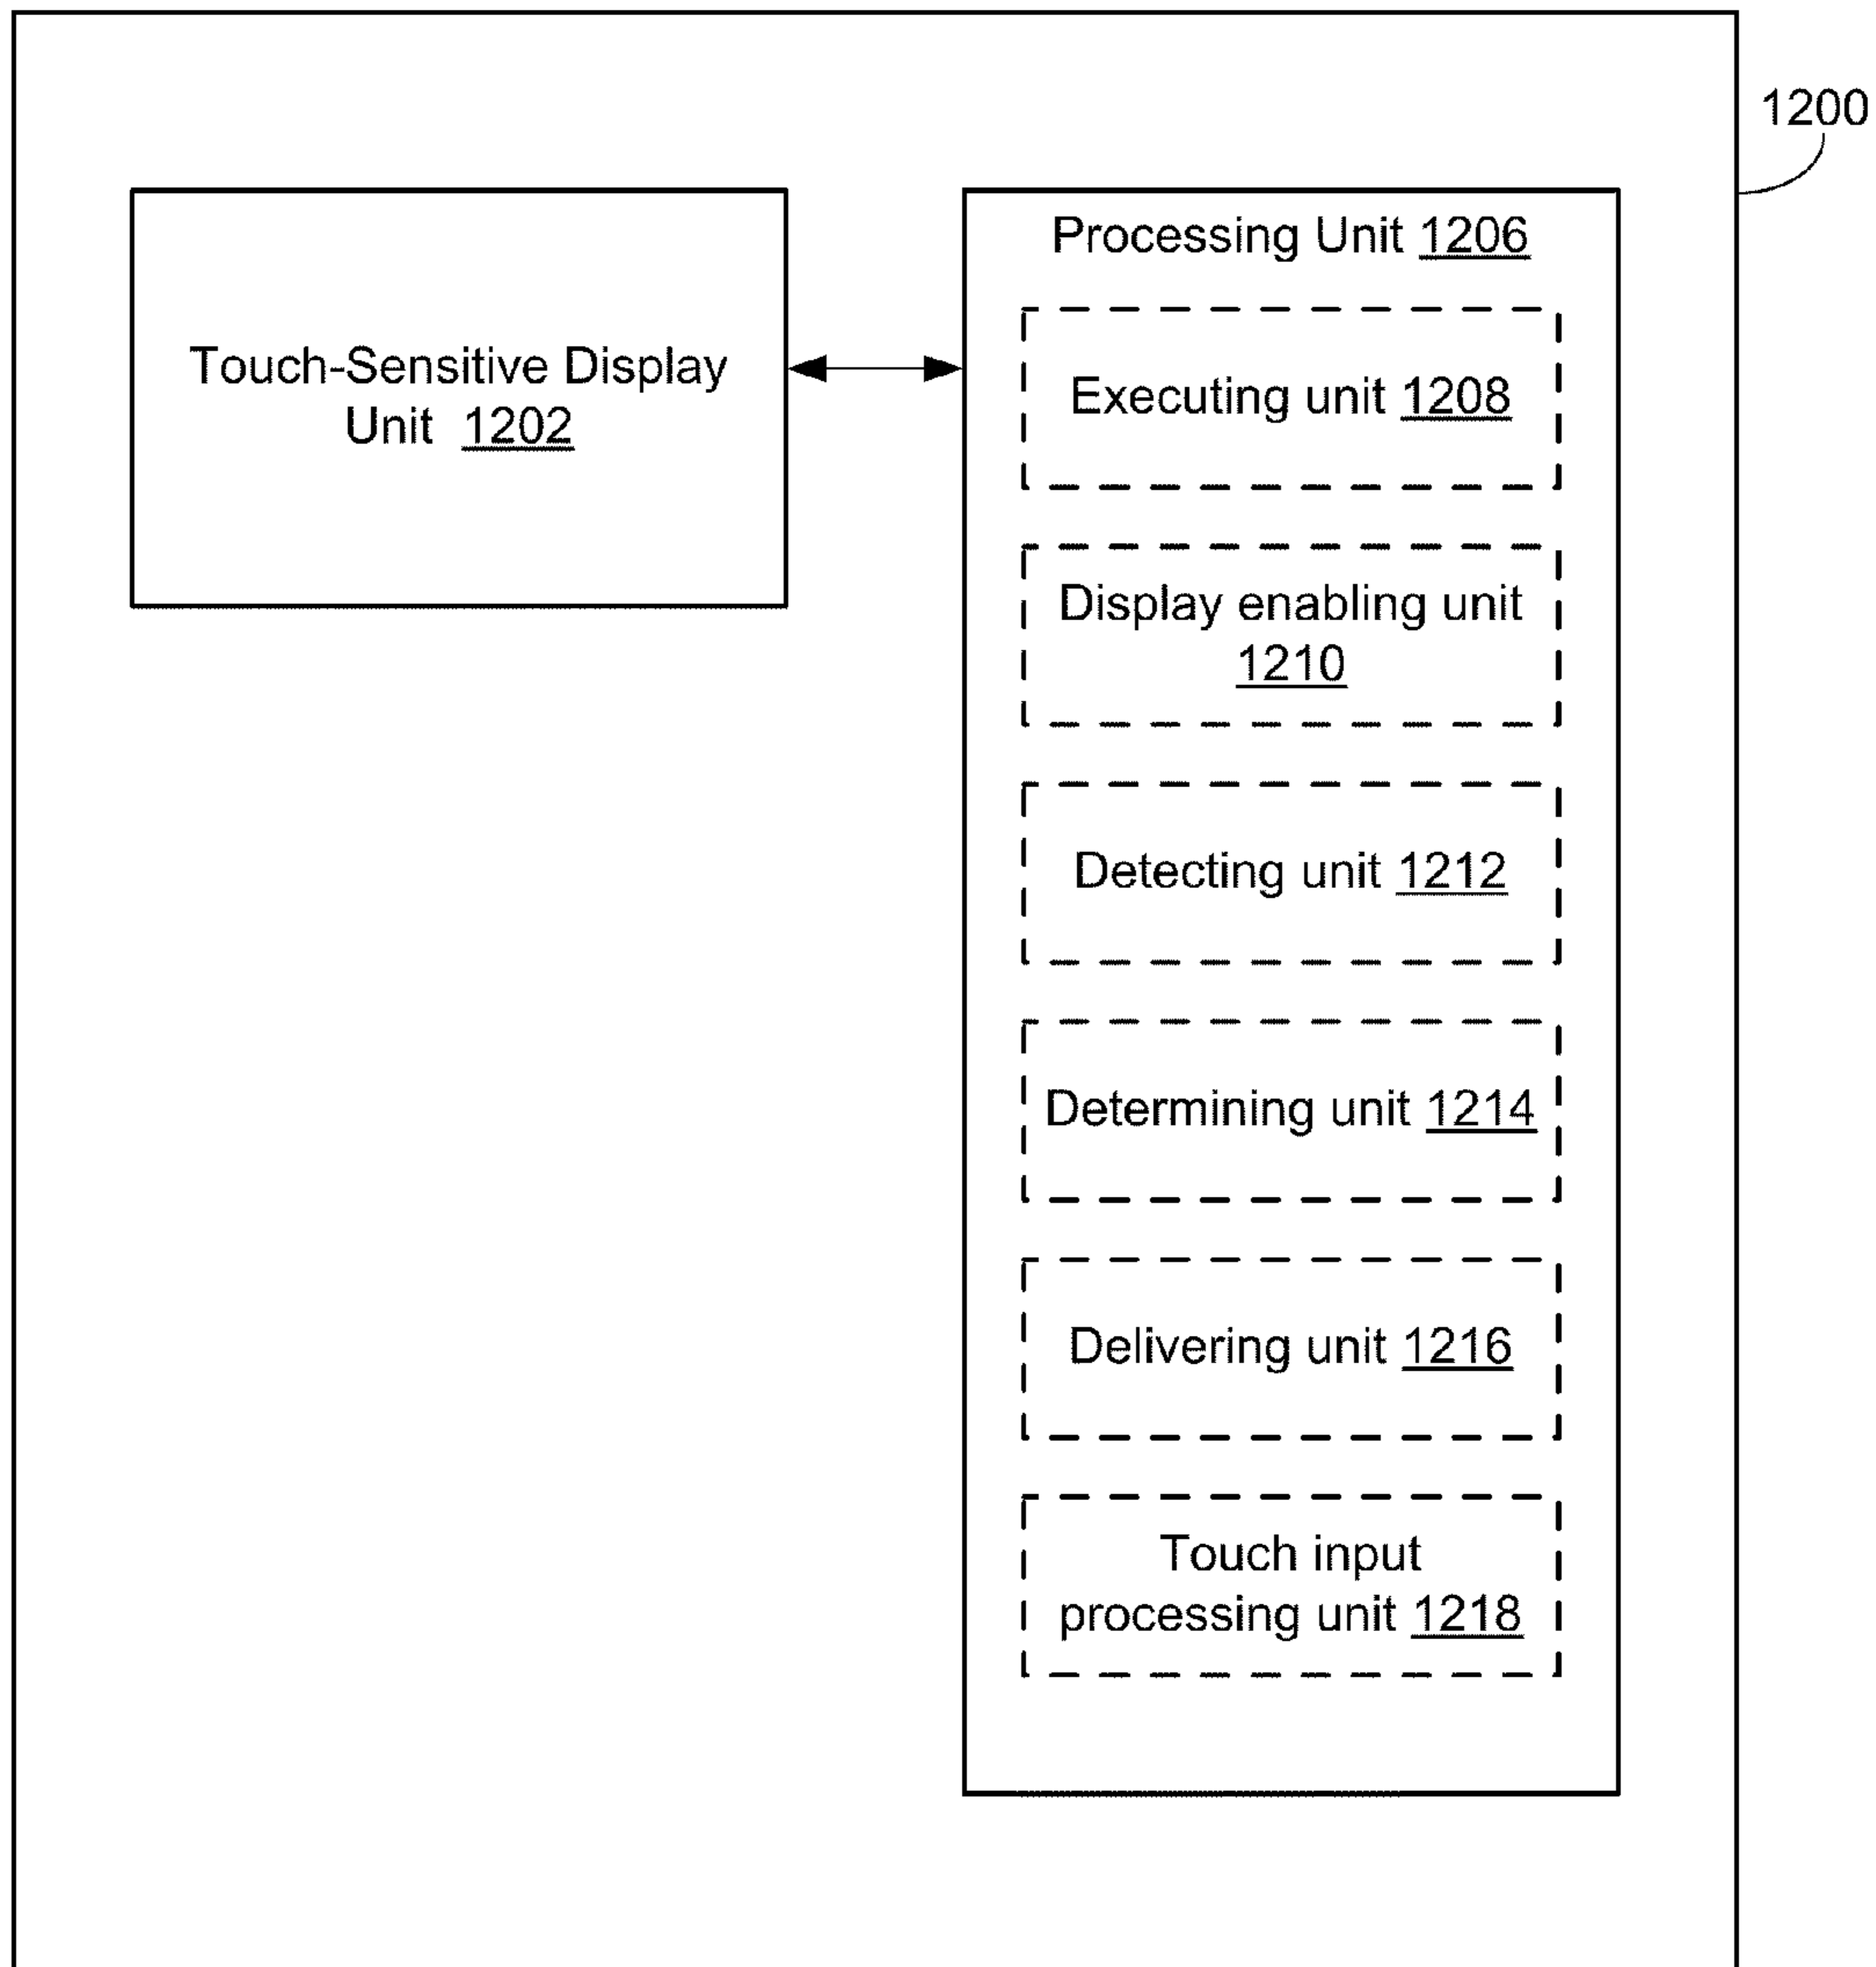 1200
Touch-Sensitive Display
Unit 1202
Processing Unit 1206
Executing unit 1208
Display enabling unit
1210
Detecting unit 1212
Determining unit 1214
Delivering unit 1216
Touch input
processing unit 1218